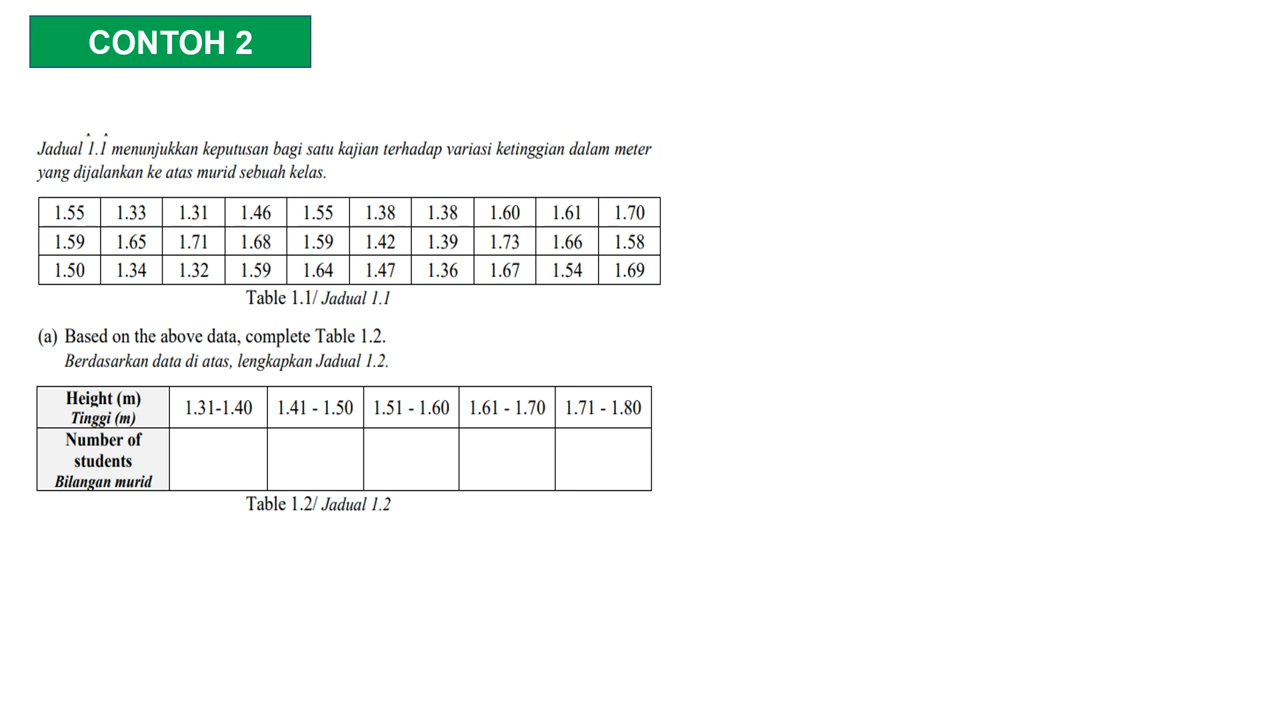 CONTOH 2
Jadual 1.1 menunjukkan keputusan bagi satu kajian terhadap variasi ketinggian dalam meter
yang dijalankan ke atas murid sebuah kelas.
1.55 1.33 1.31 1.46 1.55 1.38 1.38 1.60 1.61 1.70
1.59 1.65 1.71 1.68 1.59 1.42 1.39 1.73 1.66 1.58
1.50 1.34 1.32 1.59 1.64 1.47 1.36 1.67 1.54 1.69
Table 1.1/ Jadual 1.1
(a) Based on the above data, complete Table 1.2.
Berdasarkan data di atas, lengkapkan Jadual 1.2.
Height (m)
Tinggi (m)
1.31-1.40 1.41 - 1.50 1.51 - 1.60 1.61 - 1.70 1.71 - 1.80
Number of
students
Bilangan murid
Table 1.2/ Jadual 1.2